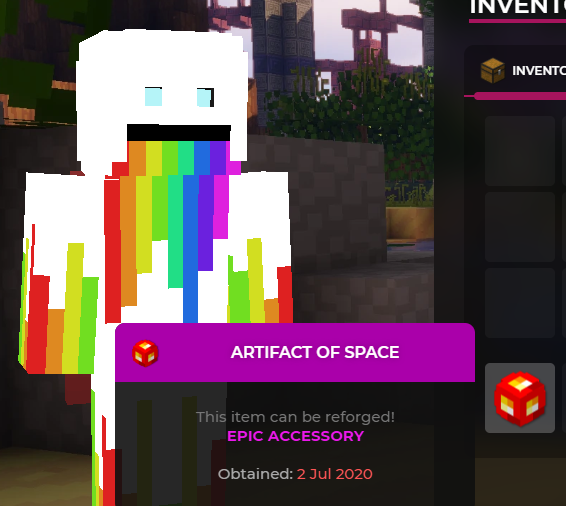 INVENTO
INVENTO
ARTIFACT OF SPACE
This item can be reforged!
EPIC ACCESSORY
Obtained: 2 Jul 2020